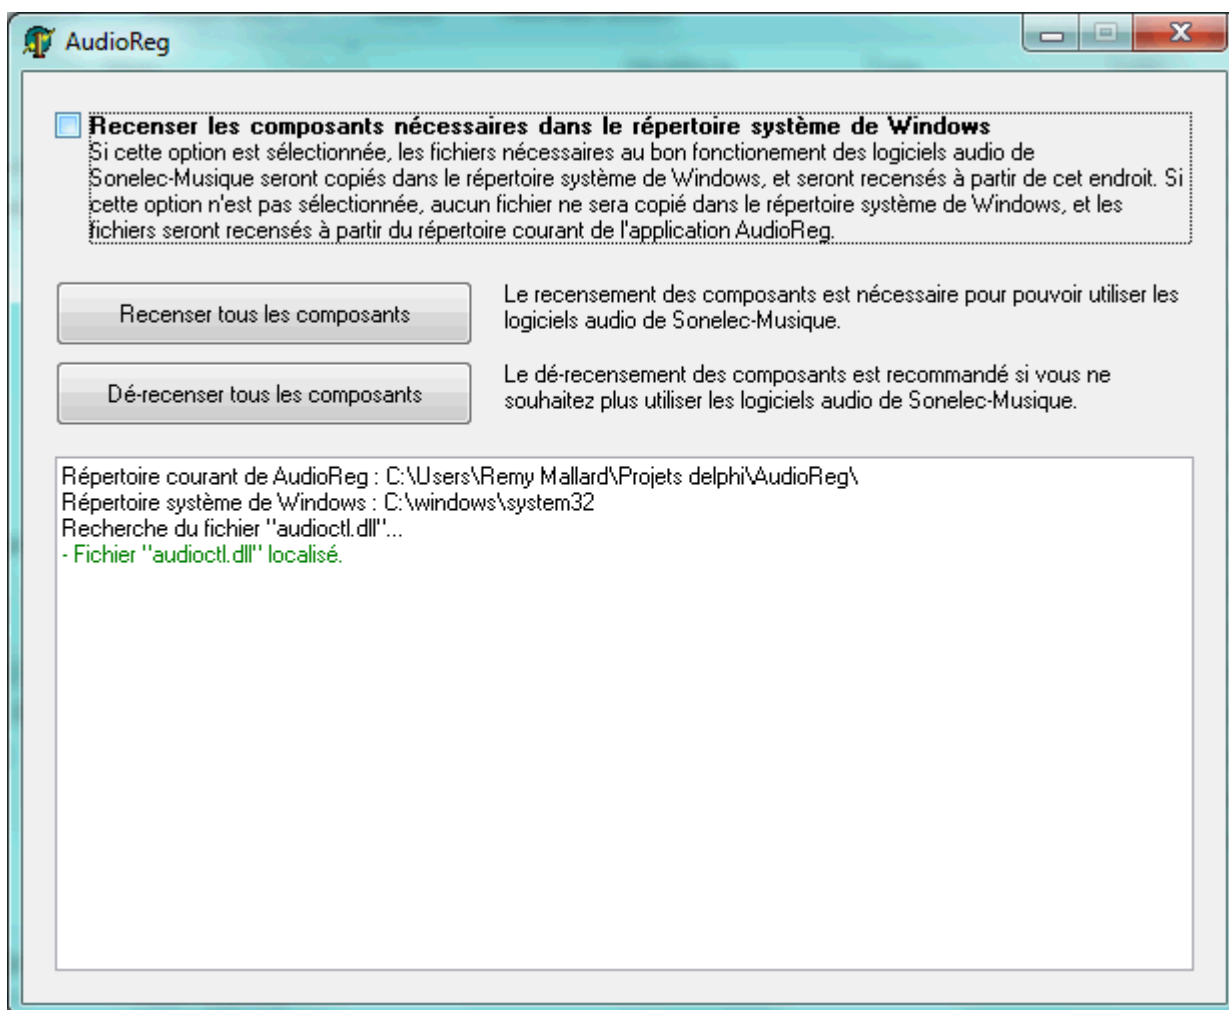 AudioReg
Recenser les composants nécessaires dans le répertoire système de Windows
Si cette option est sélectionnée, les fichiers nécessaires au bon fonctionement des logiciels audio de
Sonelec-Musique seront copiés dans le répertoire système de Windows, et seront recensés à partir de cet endroit. Si
cette option n'est pas sélectionnée, aucun fichier ne sera copié dans le répertoire système de Windows, et les
fichiers seront recensés à partir du répertoire courant de l'application AudioReg.
Recenser tous les composants
Le recensement des composants est nécessaire pour pouvoir utiliser les
logiciels audio de Sonelec-Musique.
Dé-recenser tous les composants
Le dé-recensement des composants est recommandé si vous ne
souhaitez plus utiliser les logiciels audio de Sonelec-Musique.
Répertoire courant de AudioReg : C:\Users\Remy Mallard\Projets delphi\AudioReg\
Répertoire système de Windows : C:\windows\system32
Recherche du fichier "audioctl.dll"...
- Fichier "audioctl.dll" localisé.